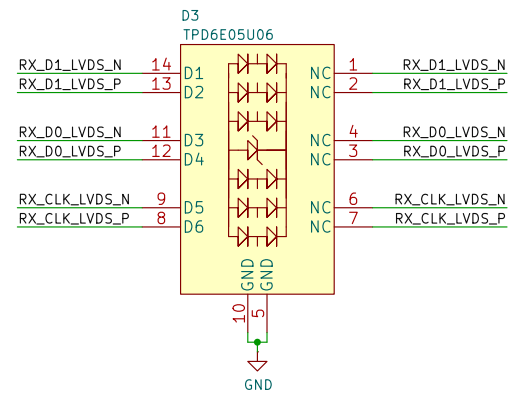 D3
TPD6E05U06
RX_D1_LVDS_N 14 D1 NC 1 RX_D1_LVDS_N
RX_D1_LVDS_P 13 D2 NC 2 RX_D1_LVDS_P
RX_D0_LVDS_N 11 D3 NC 4 RX_D0_LVDS_N
RX_D0_LVDS_P 12 D4 NC 3 RX_D0_LVDS_P
RX_CLK_LVDS_N 9 D5 NC 6 RX_CLK_LVDS_N
RX_CLK_LVDS_P 8 D6 NC 7 RX_CLK_LVDS_P
GND GND
10 5
GND